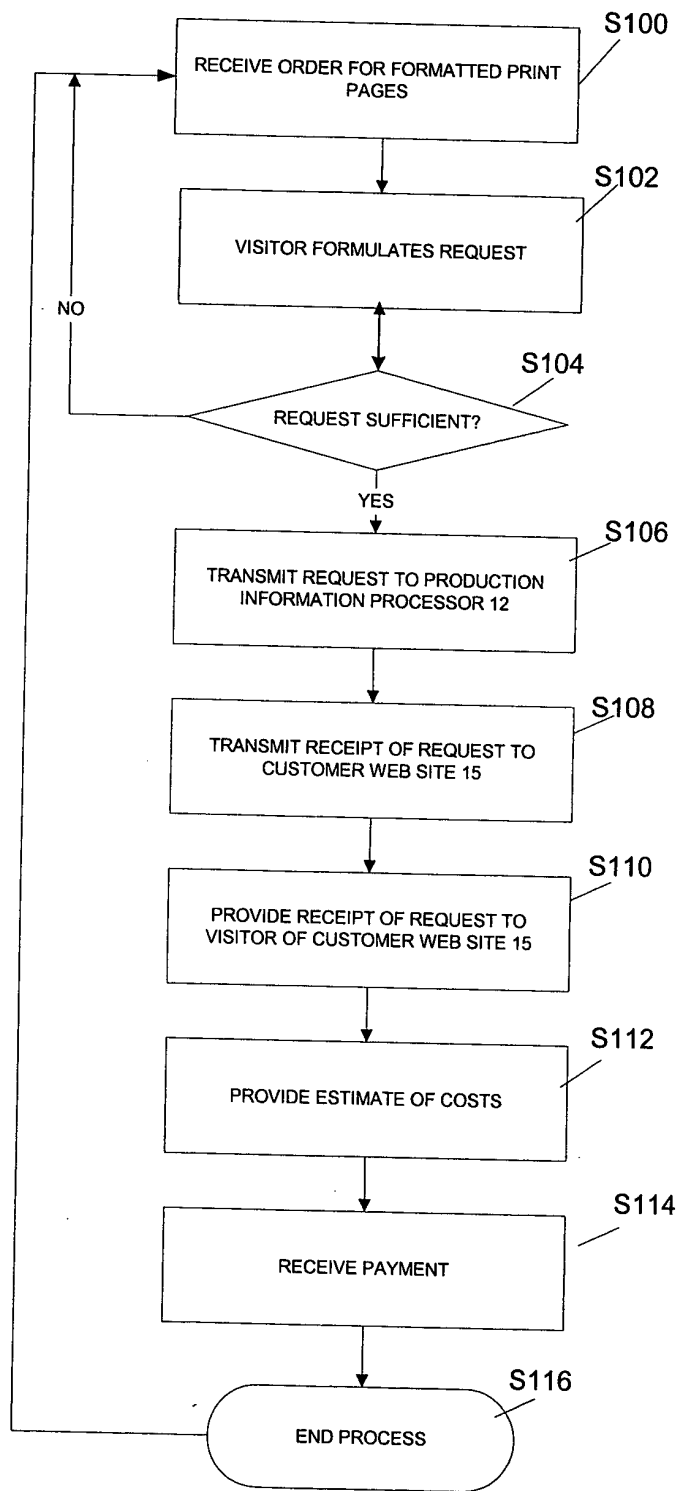 S100
RECEIVE ORDER FOR FORMATTED PRINT
PAGES
S102
VISITOR FORMULATES REQUEST
NO
S104
REQUEST SUFFICIENT?
YES
S106
TRANSMIT REQUEST TO PRODUCTION
INFORMATION PROCESSOR 12
S108
TRANSMIT RECEIPT OF REQUEST TO
CUSTOMER WEB SITE 15
S110
PROVIDE RECEIPT OF REQUEST TO
VISITOR OF CUSTOMER WEB SITE 15
S112
PROVIDE ESTIMATE OF COSTS
S114
RECEIVE PAYMENT
S116
END PROCESS